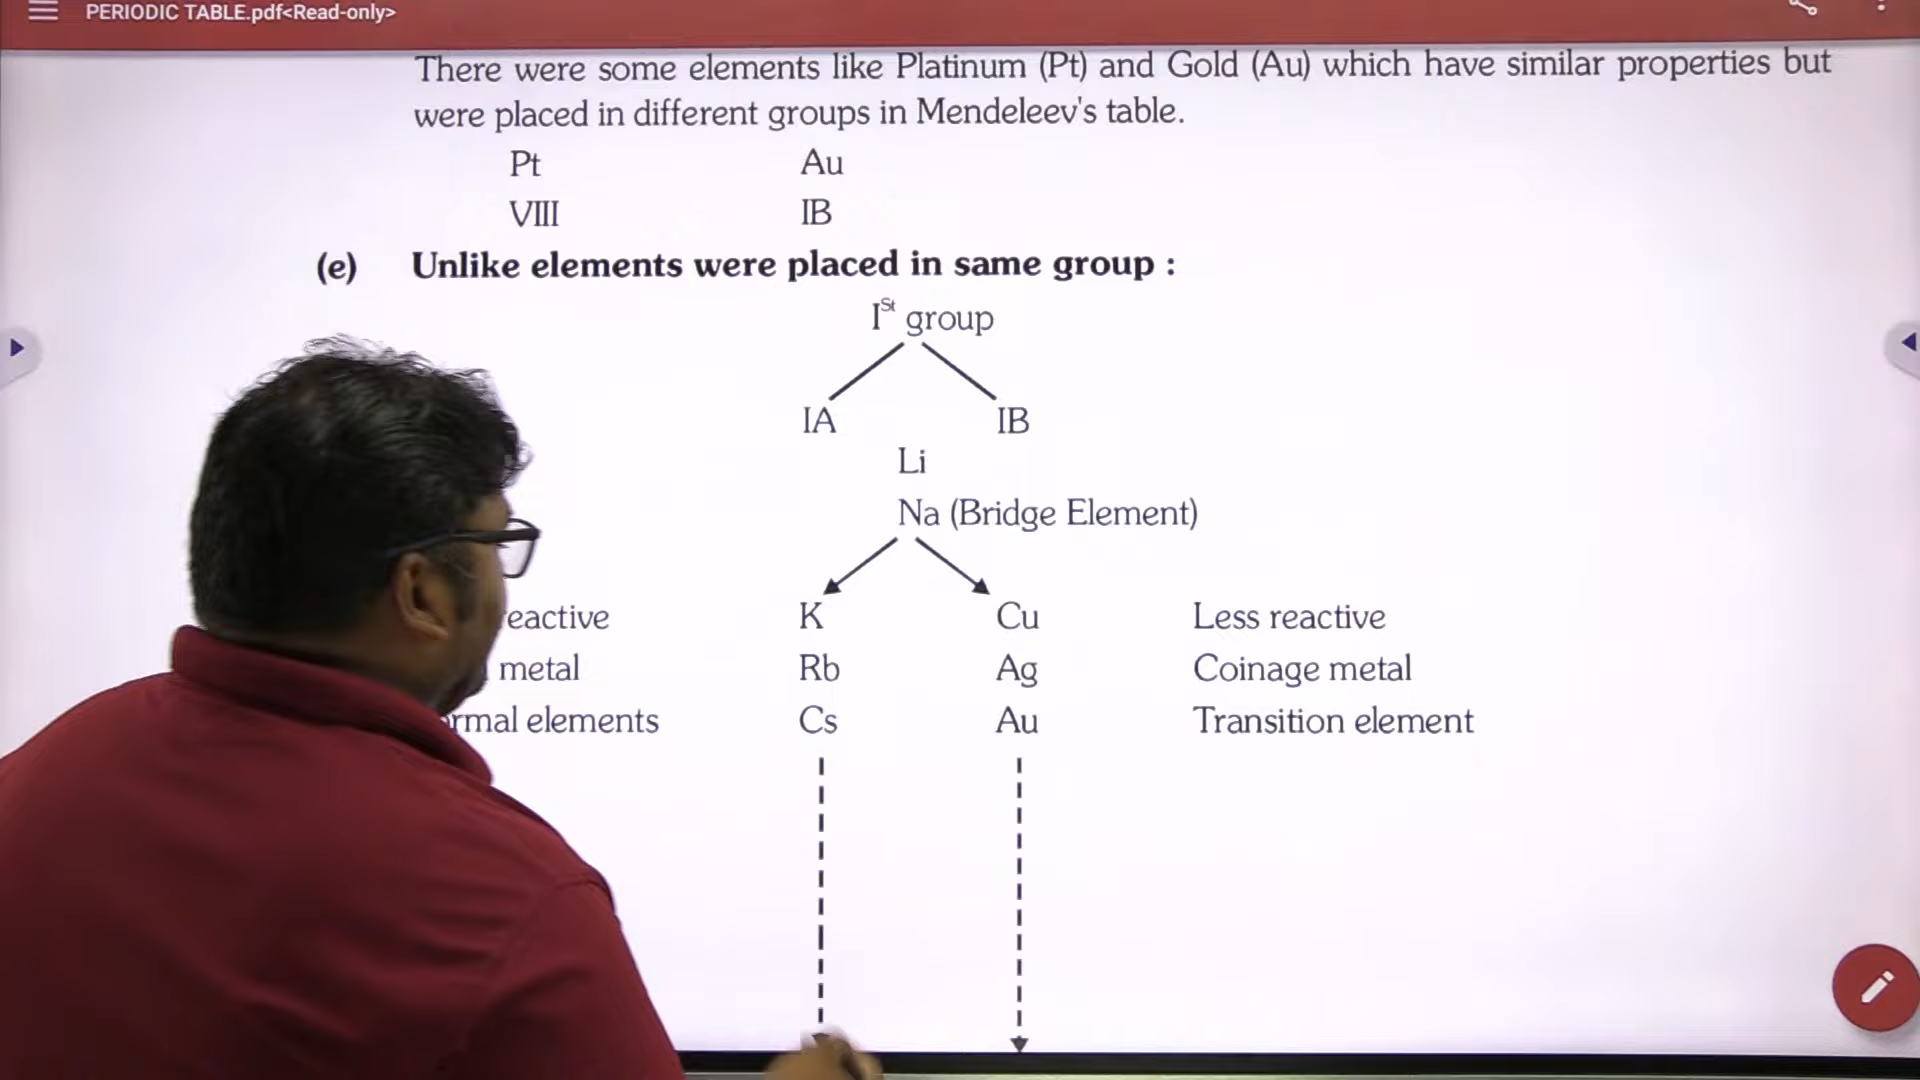 PERIODIC TABLE.pdf<Read-only>
There were some elements like Platinum (Pt) and Gold (Au) which have similar properties but
were placed in different groups in Mendeleev's table.
Pt Au
VIII IB
(e) Unlike elements were placed in same group :
ISt group
IA IB
Li
Na (Bridge Element)
K Cu Less reactive
metal Rb Ag Coinage metal
elements Cs Au Transition element